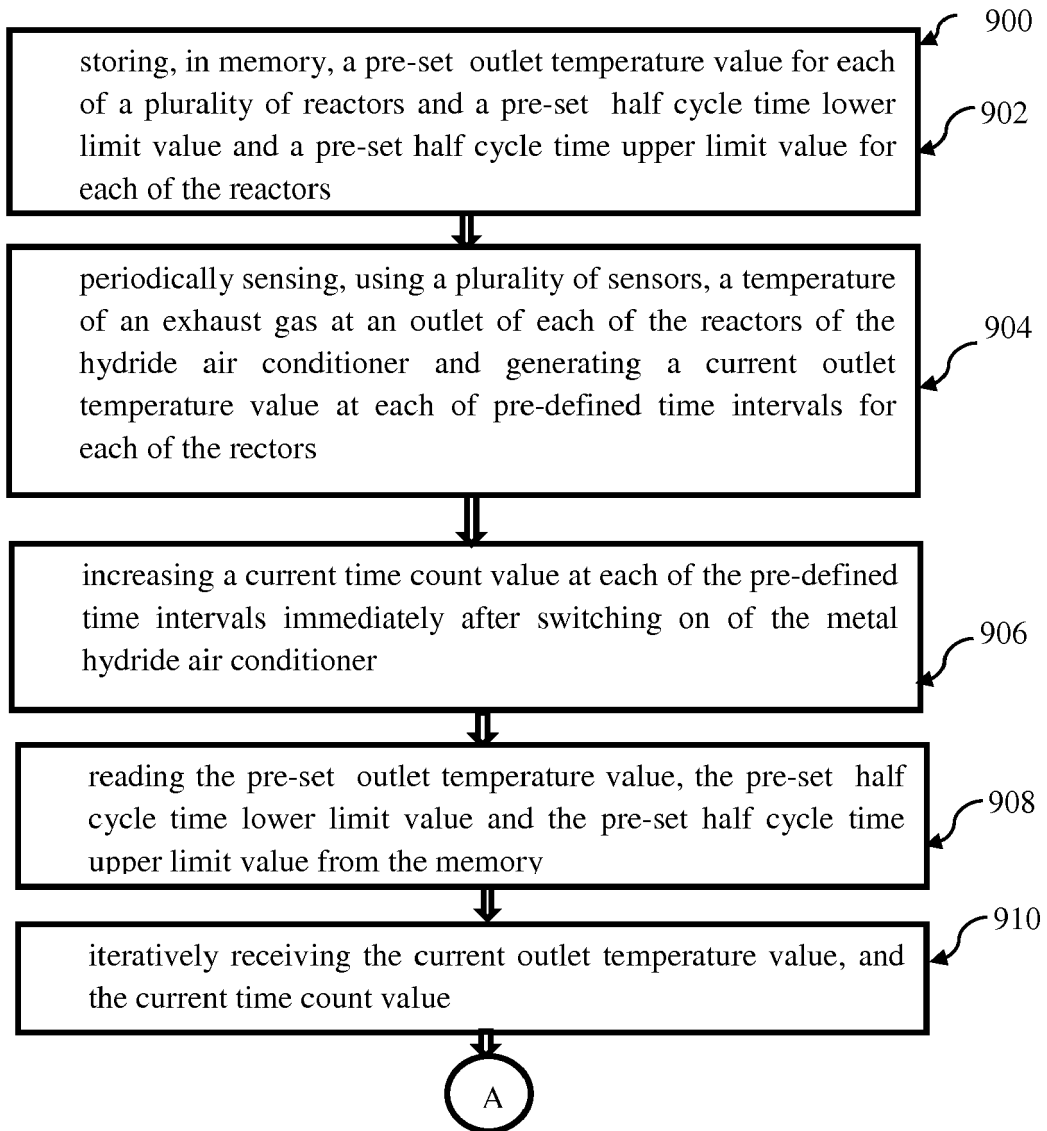 900
storing, in memory, a pre-set outlet temperature value for each
of a plurality of reactors and a pre-set half cycle time lower
limit value and a pre-set half cycle time upper limit value for
each of the reactors
902
periodically sensing, using a plurality of sensors, a temperature
of an exhaust gas at an outlet of each of the reactors of the
hydride air conditioner and generating a current outlet
temperature value at each of pre-defined time intervals for
each of the rectors
904
increasing a current time count value at each of the pre-defined
time intervals immediately after switching on of the metal
hydride air conditioner
906
reading the pre-set outlet temperature value, the pre-set half
cycle time lower limit value and the pre-set half cycle time
upper limit value from the memory
908
iteratively receiving the current outlet temperature value, and
the current time count value
910
A